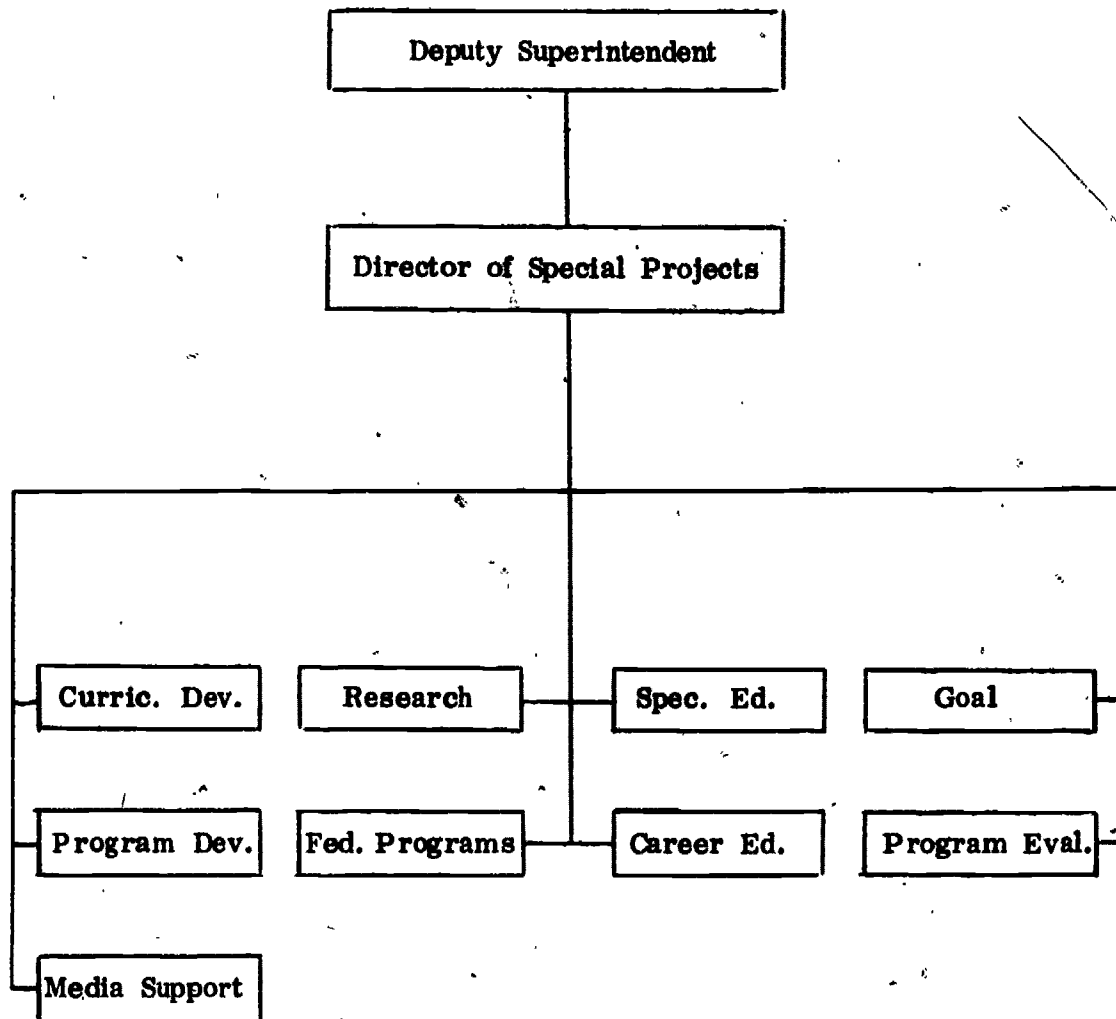 Deputy Superintendent
Director of Special Projects
Curric. Dev.
Research
Spec. Ed.
Goal
Program Dev.
Fed. Programs
Career Ed.
Program Eval.
Media Support